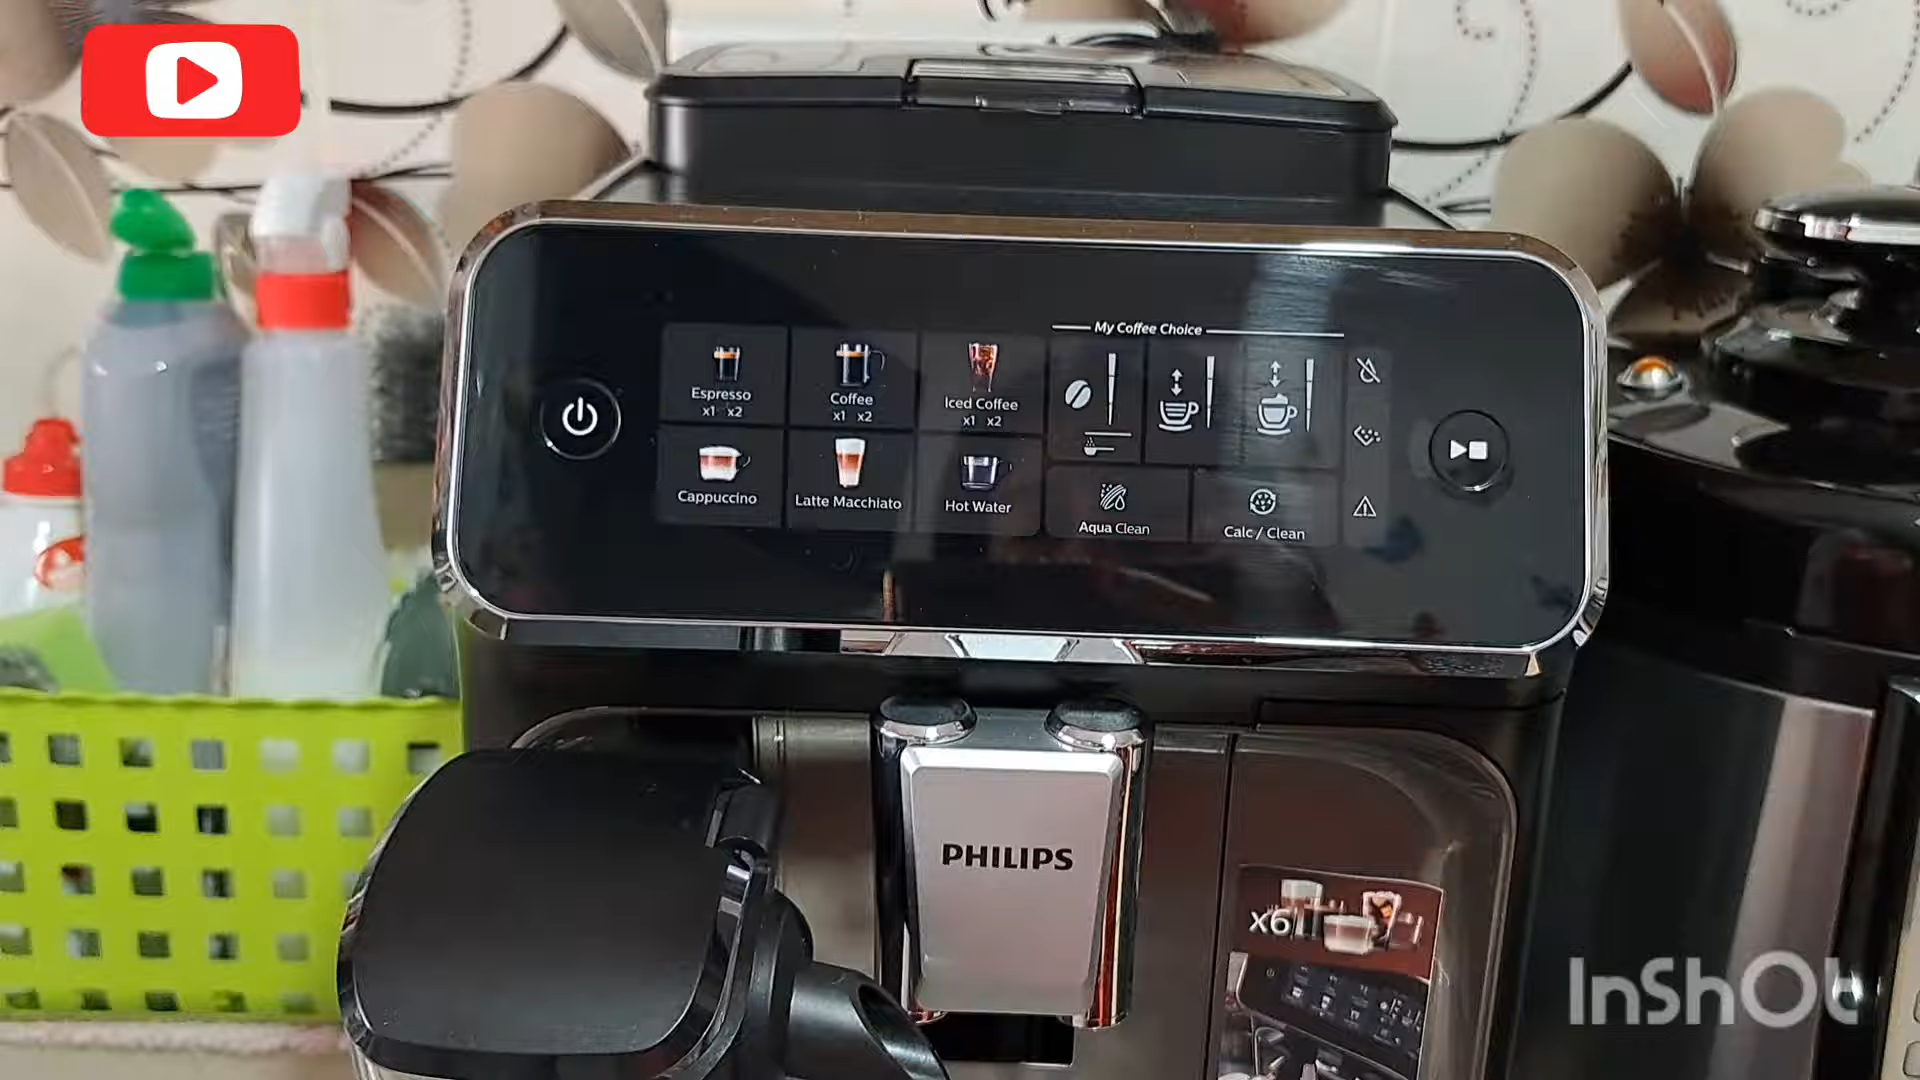 My Coffee Choice
Espresso
x1 x2
Coffee
x1 x2
Iced Coffee
x1 x2
Cappuccino
Latte Macchiato
Hot Water
Aqua Clean
Calc / Clean
PHILIPS
x6
InShOt